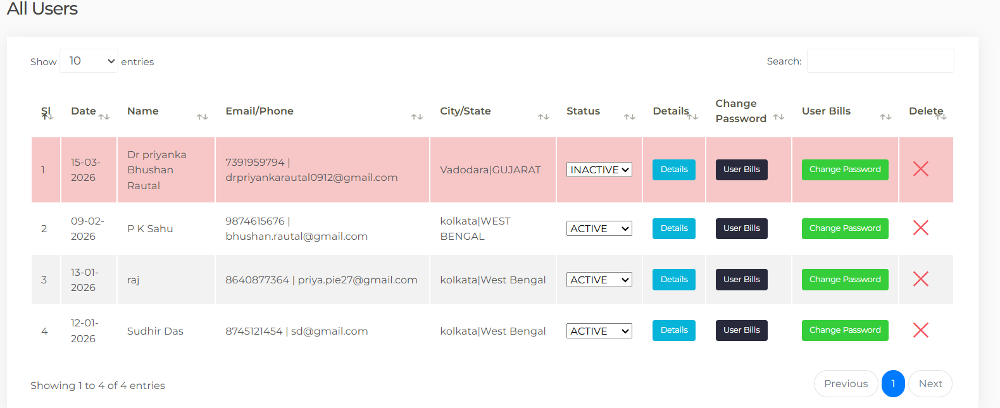 All Users
Show 10 entries
Search:
Sl Date Name Email/Phone City/State Status Details Change Password User Bills Delete
1 15-03-2026 Dr priyanka Bhushan Rautal 7391959794 | drpriyankarautal0912@gmail.com Vadodara|GUJARAT INACTIVE Details User Bills Change Password
2 09-02-2026 P K Sahu 9874615676 | bhushan.rautal@gmail.com kolkata|WEST BENGAL ACTIVE Details User Bills Change Password
3 13-01-2026 raj 8640877364 | priya.pie27@gmail.com kolkata|West Bengal ACTIVE Details User Bills Change Password
4 12-01-2026 Sudhir Das 8745121454 | sd@gmail.com kolkata|West Bengal ACTIVE Details User Bills Change Password
Showing 1 to 4 of 4 entries
Previous 1 Next